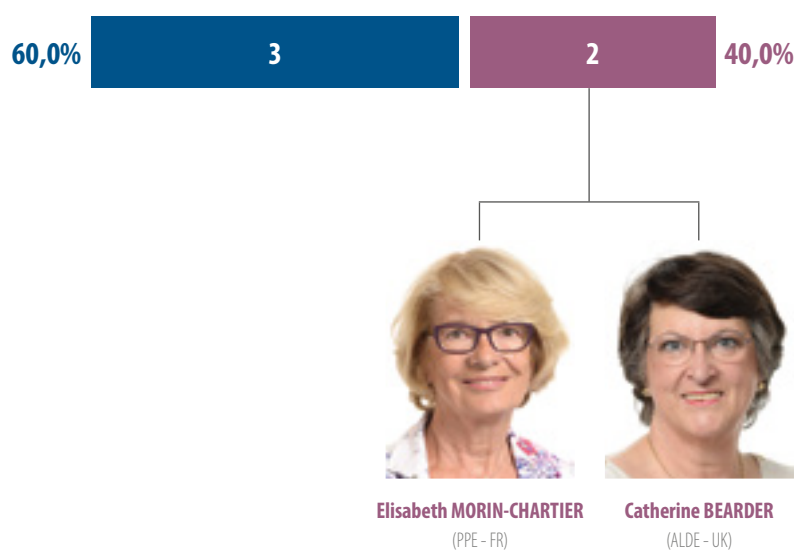 60,0% 3 2 40,0%
Elisabeth MORIN-CHARTIER Catherine BEARDER
(PPE - FR) (ALDE - UK)